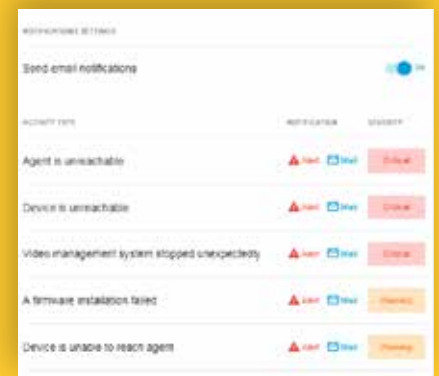 NOTIFICATIONS SETTINGS
Send email notifications
ACTIVITY TYPE NOTIFICATION SEVERITY
Agent is unreachable Alert Mail Critical
Device is unreachable Alert Mail Critical
Video management system stopped unexpectedly Alert Mail Critical
A firmware installation failed Alert Mail Warning
Device is unable to reach agent Alert Mail Warning